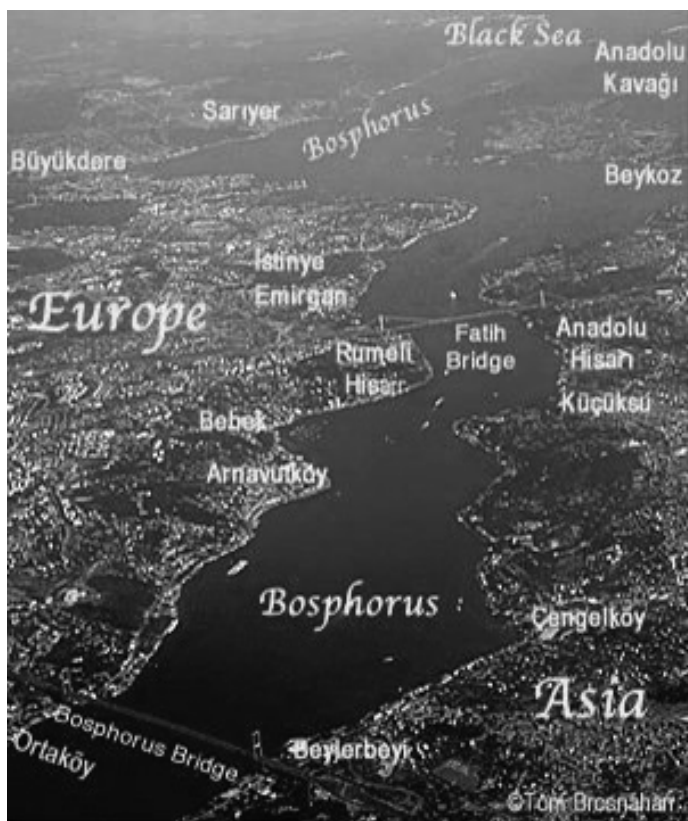 Black Sea
Anadolu
Kavağı
Sarıyer
Bosphorus
Büyükdere
Beykoz
İstinye
Emirgan
Europe
Fatih
Bridge
Anadolu
Hisarı
Rumeli
Hisarı
Küçüksu
Bebek
Arnavutköy
Bosphorus
Çengelköy
Asia
Bosphorus Bridge
Ortaköy
Beylerbeyi
©Tom Brosnahan